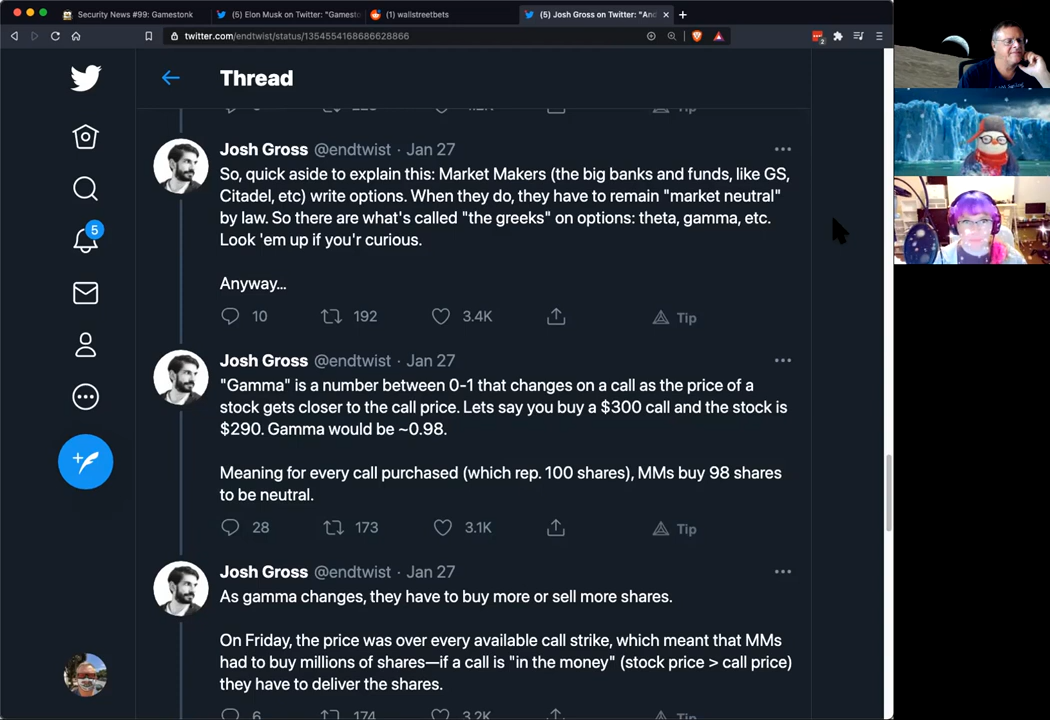 Security News #99: Gamestonk
(5) Elon Musk on Twitter: "Gamest
(1) wallstreetbets
(5) Josh Gross on Twitter: "And
twitter.com/endtwist/status/1354554168686628866
2
Thread
Tip
5
Josh Gross @endtwist · Jan 27
So, quick aside to explain this: Market Makers (the big banks and funds, like GS,
Citadel, etc) write options. When they do, they have to remain "market neutral"
by law. So there are what's called "the greeks" on options: theta, gamma, etc.
Look 'em up if you'r curious.
Anyway...
10 192 3.4K Tip
Josh Gross @endtwist · Jan 27
"Gamma" is a number between 0-1 that changes on a call as the price of a
stock gets closer to the call price. Lets say you buy a $300 call and the stock is
$290. Gamma would be ~0.98.
Meaning for every call purchased (which rep. 100 shares), MMs buy 98 shares
to be neutral.
28 173 3.1K Tip
Josh Gross @endtwist · Jan 27
As gamma changes, they have to buy more or sell more shares.
On Friday, the price was over every available call strike, which meant that MMs
had to buy millions of shares—if a call is "in the money" (stock price > call price)
they have to deliver the shares.
6 174 3.2K Tip